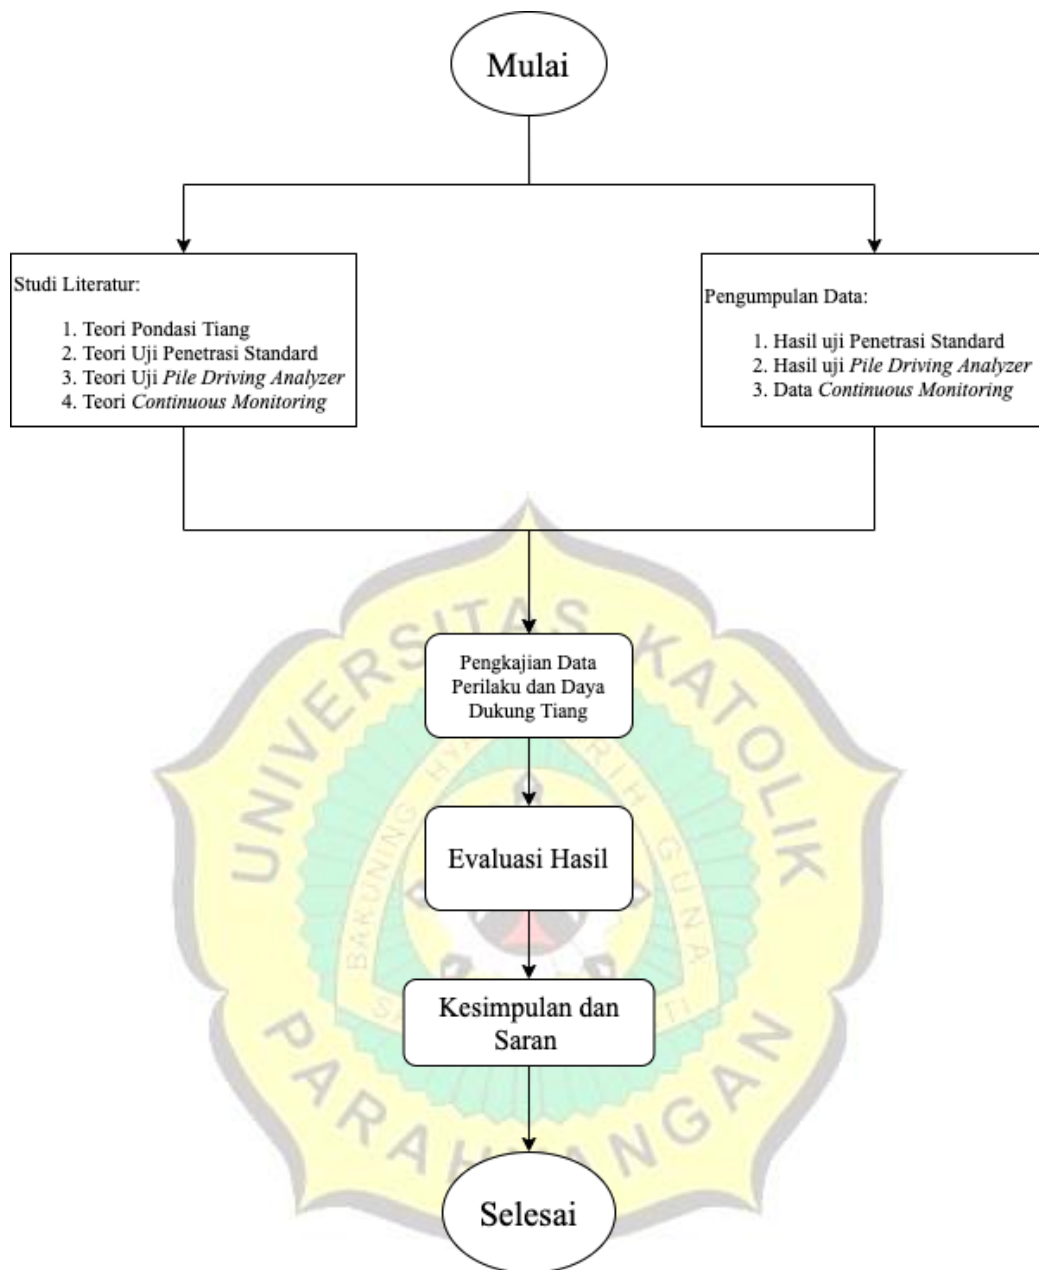 Mulai
Studi Literatur:
1. Teori Pondasi Tiang
2. Teori Uji Penetrasi Standard
3. Teori Uji Pile Driving Analyzer
4. Teori Continuous Monitoring
Pengumpulan Data:
1. Hasil uji Penetrasi Standard
2. Hasil uji Pile Driving Analyzer
3. Data Continuous Monitoring
Pengkajian Data
Perilaku dan Daya
Dukung Tiang
Evaluasi Hasil
Kesimpulan dan
Saran
Selesai
UNIVERSITAS KATOLIK
BAKUNING
GUNA